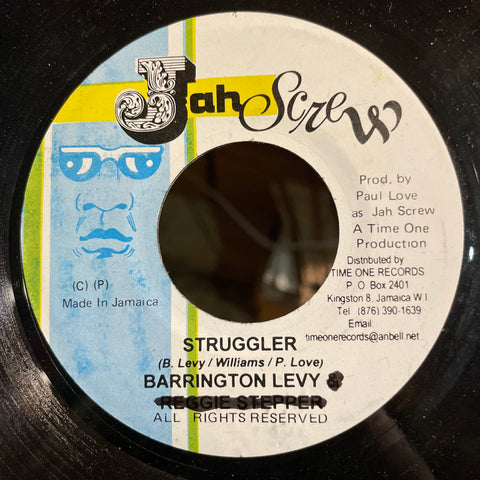 Jah Screw
Prod. by
Paul Love
as Jah Screw
A Time One
Production
Distributed by
TIME ONE RECORDS
P. O. Box 2401
Kingston 8. Jamaica W I
Tel: (876) 390-1639
Email:
timeonerecords@anbell.net
(C) (P)
Made In Jamaica
STRUGGLER
(B. Levy / Williams / P. Love)
BARRINGTON LEVY &
REGGIE STEPPER
ALL RIGHTS RESERVED